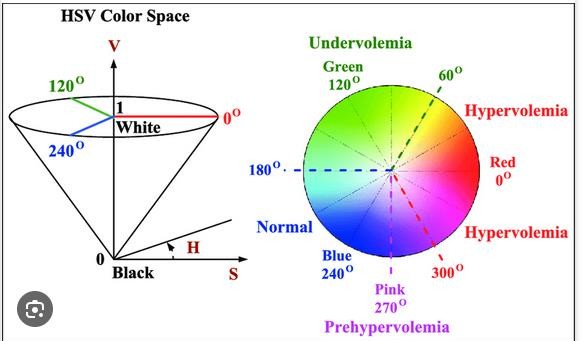 HSV Color Space
V
120°
1
White
0°
240°
0
Black
H
S
Undervolemia
Green
120°
60°
Hypervolemia
180°
Red
0°
Normal
Hypervolemia
Blue
240°
300°
Pink
270°
Prehypervolemia